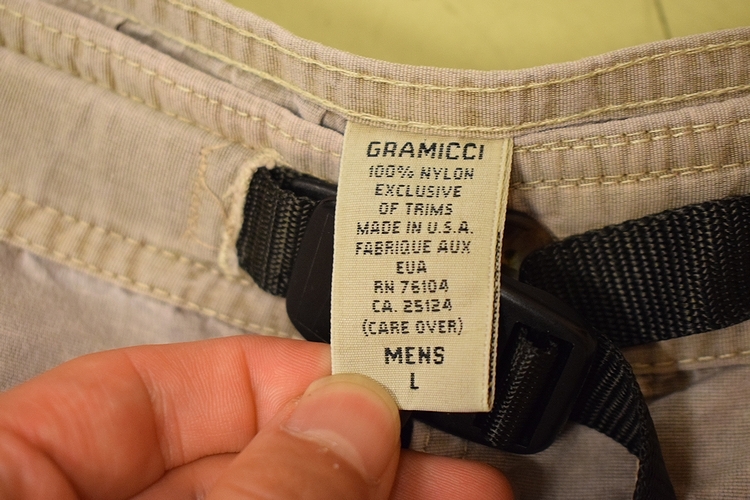 GRAMICCI
100% NYLON
EXCLUSIVE
OF TRIMS
MADE IN U.S.A.
FABRIQUE AUX
EUA
RN 76104
CA. 25124
(CARE OVER)
MENS
L